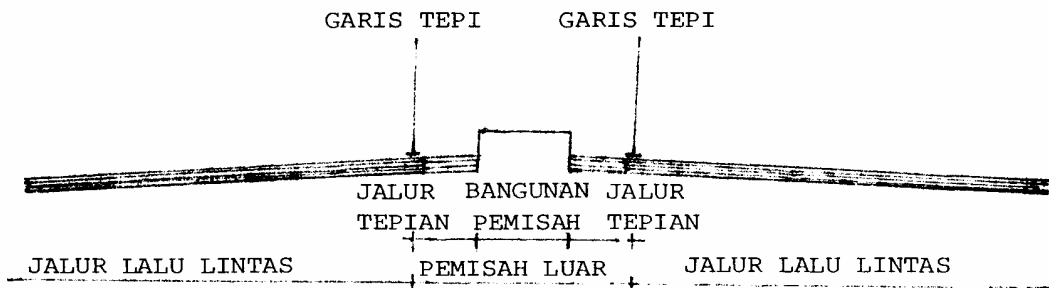 GARIS TEPI GARIS TEPI
JALUR BANGUNAN JALUR
TEPIAN PEMISAH TEPIAN
JALUR LALU LINTAS PEMISAH LUAR JALUR LALU LINTAS